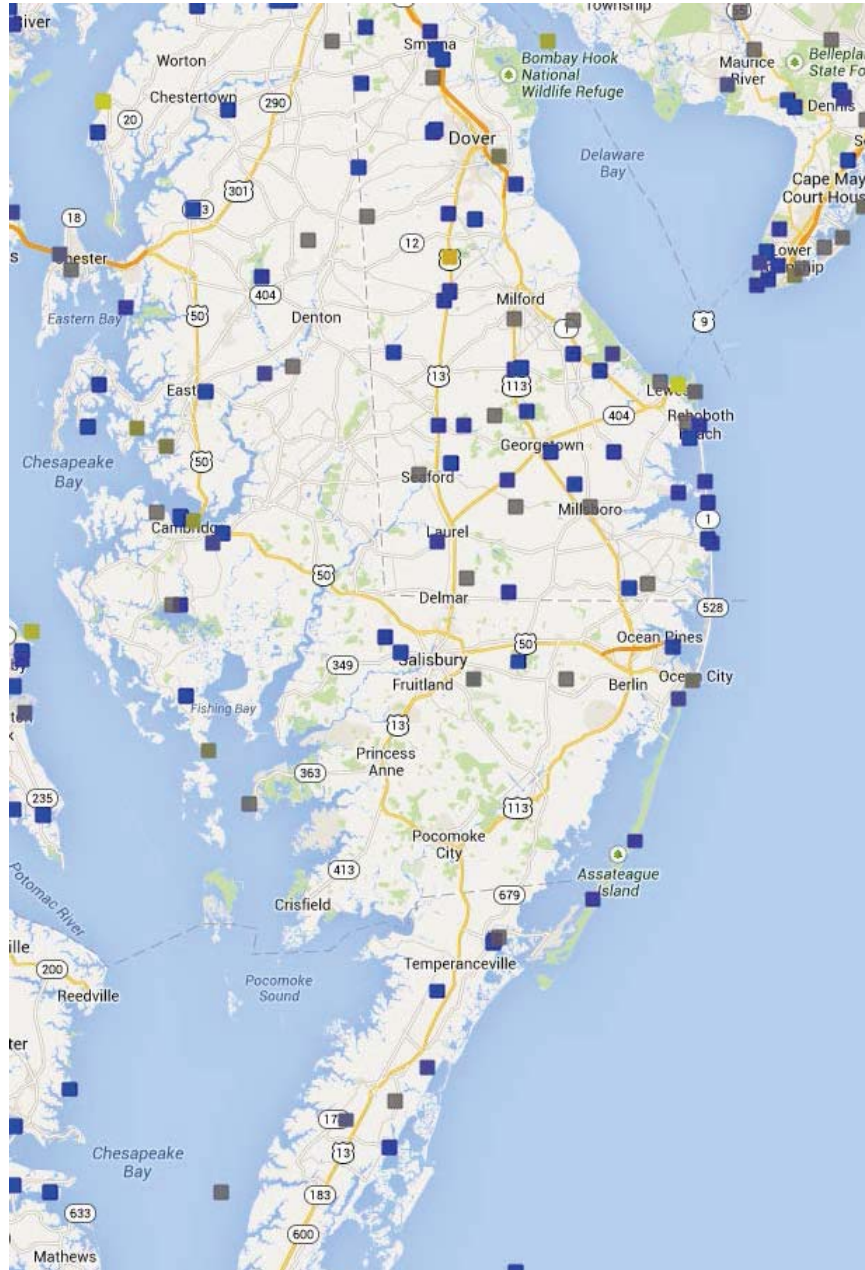 Township
River
55
Worton
Smyrna
Bombay Hook
National
Wildlife Refuge
Maurice
River
State Fo
Chestertown
290
Dennis
20
Dover
Delaware
Bay
301
Cape May
Court Hous
18
12
Lower
404
Eastern Bay
Milford
50
Denton
1
9
13
113
Lewes
404
Rehoboth
Beach
Georgetown
Chesapeake
Bay
50
Seaford
Millsboro
Cambridge
1
Laurel
50
Delmar
528
Ocean Pines
50
349
Salisbury
Fruitland
Berlin
Ocean City
Fishing Bay
13
Princess
Anne
363
235
113
Pocomoke
City
413
Assateague
Island
Potomac River
679
Crisfield
ille
200
Temperanceville
Reedville
Pocomoke
Sound
ter
13
Chesapeake
Bay
183
633
600
Mathews